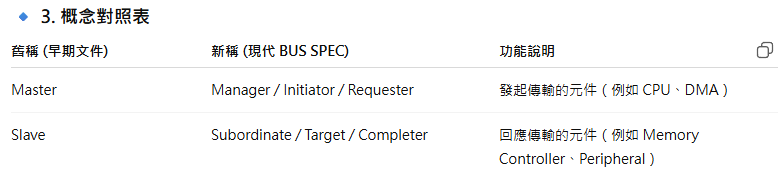 3. 概念對照表
舊稱 (早期文件) 新稱 (現代 BUS SPEC) 功能說明
Master Manager / Initiator / Requester 發起傳輸的元件（例如 CPU、DMA）
Slave Subordinate / Target / Completer 回應傳輸的元件（例如 Memory
Controller、Peripheral）